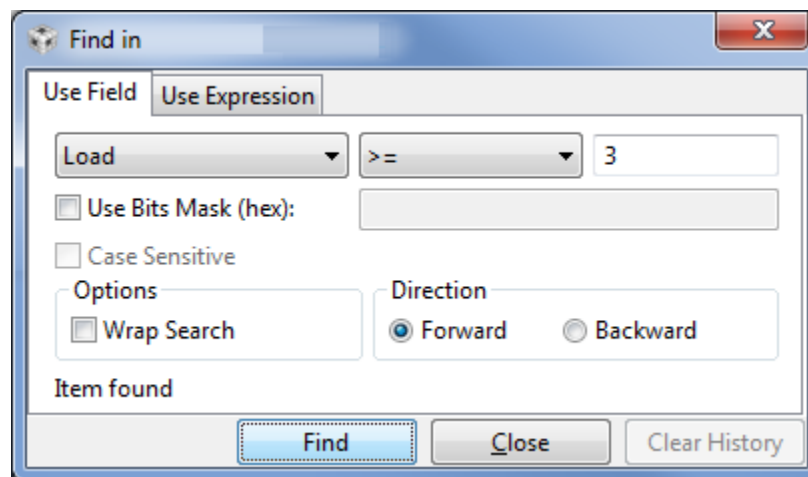 Find in
Use Field Use Expression
Load >= 3
Use Bits Mask (hex):
Case Sensitive
Options Direction
Wrap Search Forward Backward
Item found
Find Close Clear History